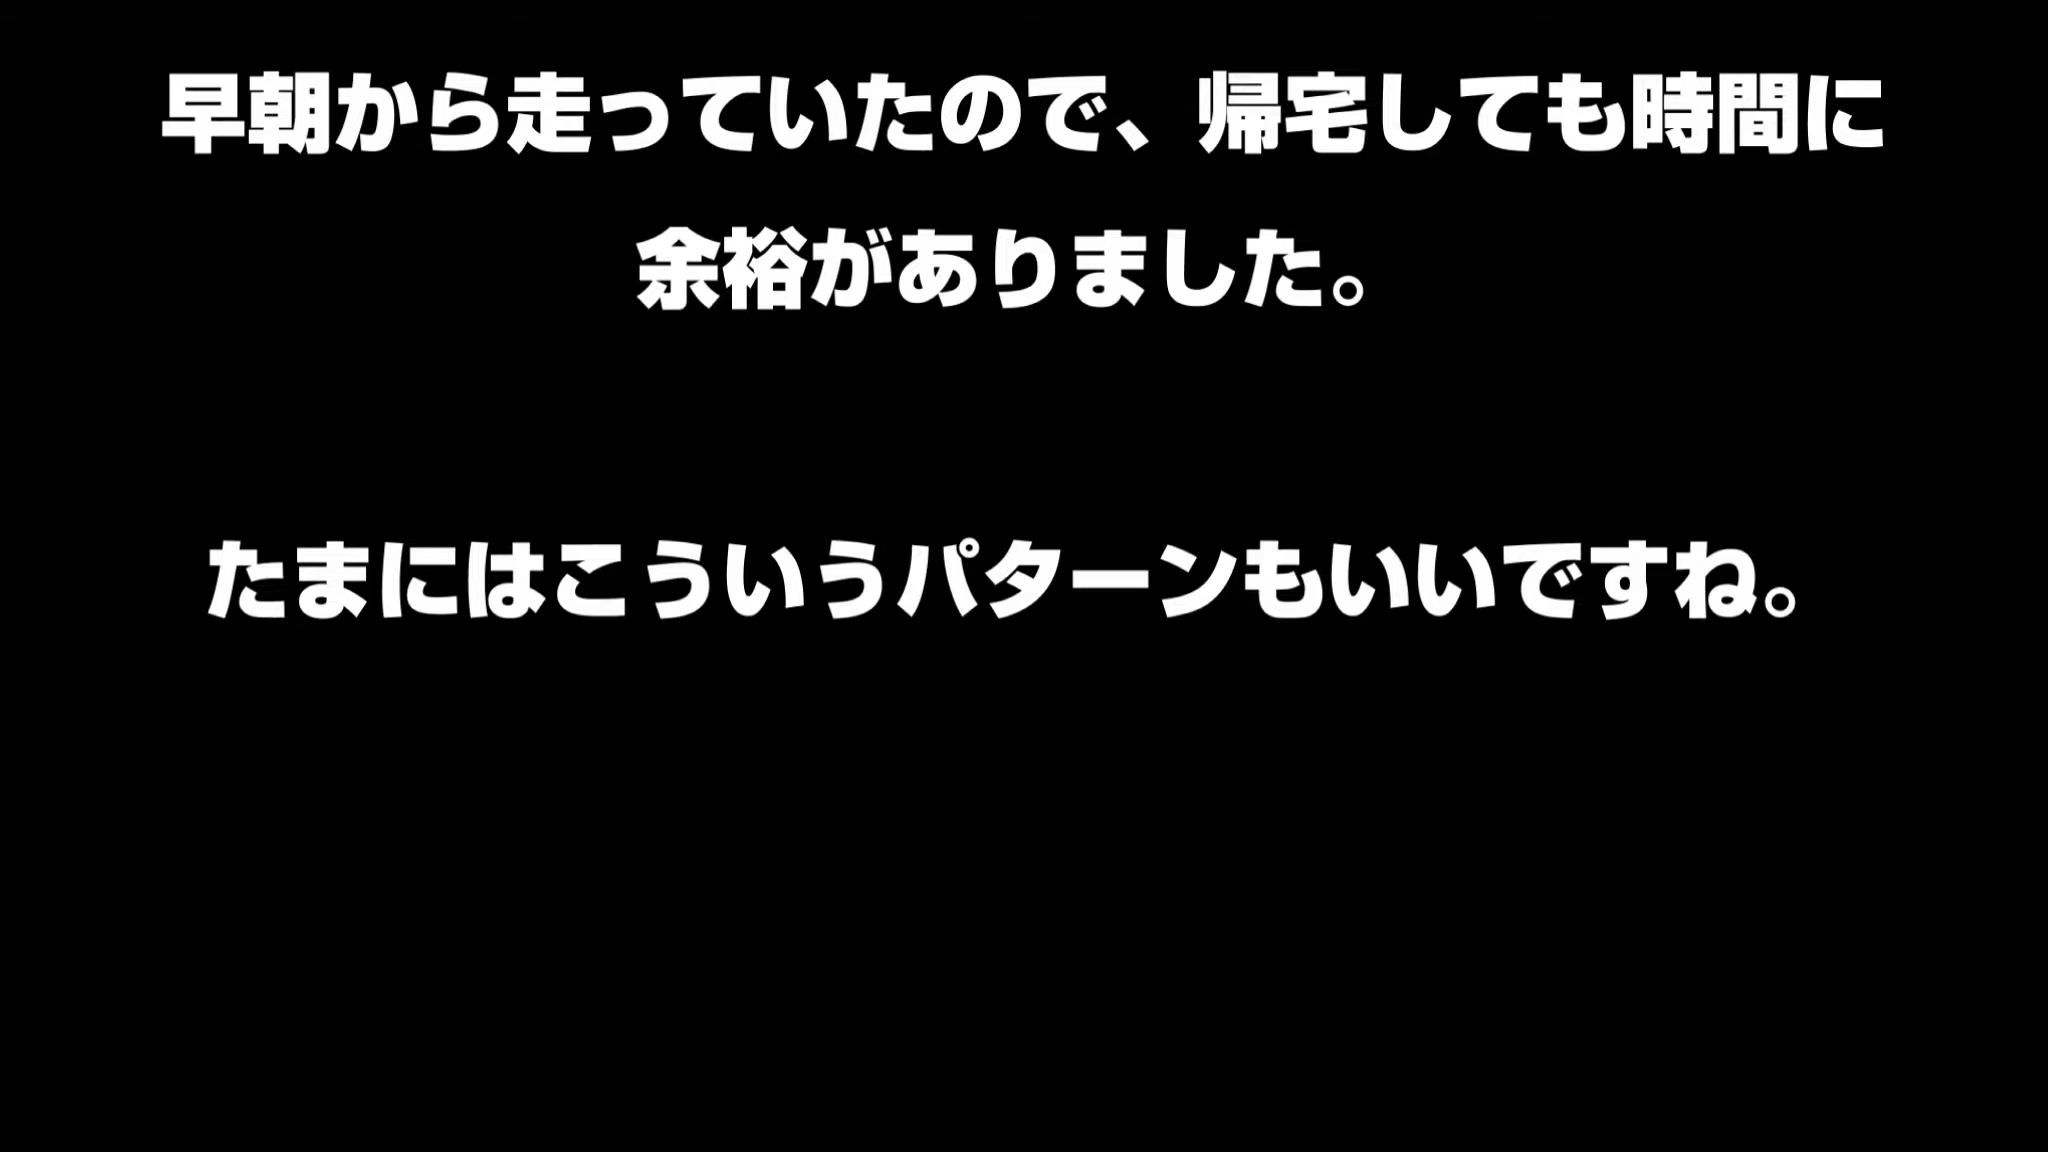 早朝から走っていたので、帰宅しても時間に
余裕がありました。
たまにはこういうパターンもいいですね。